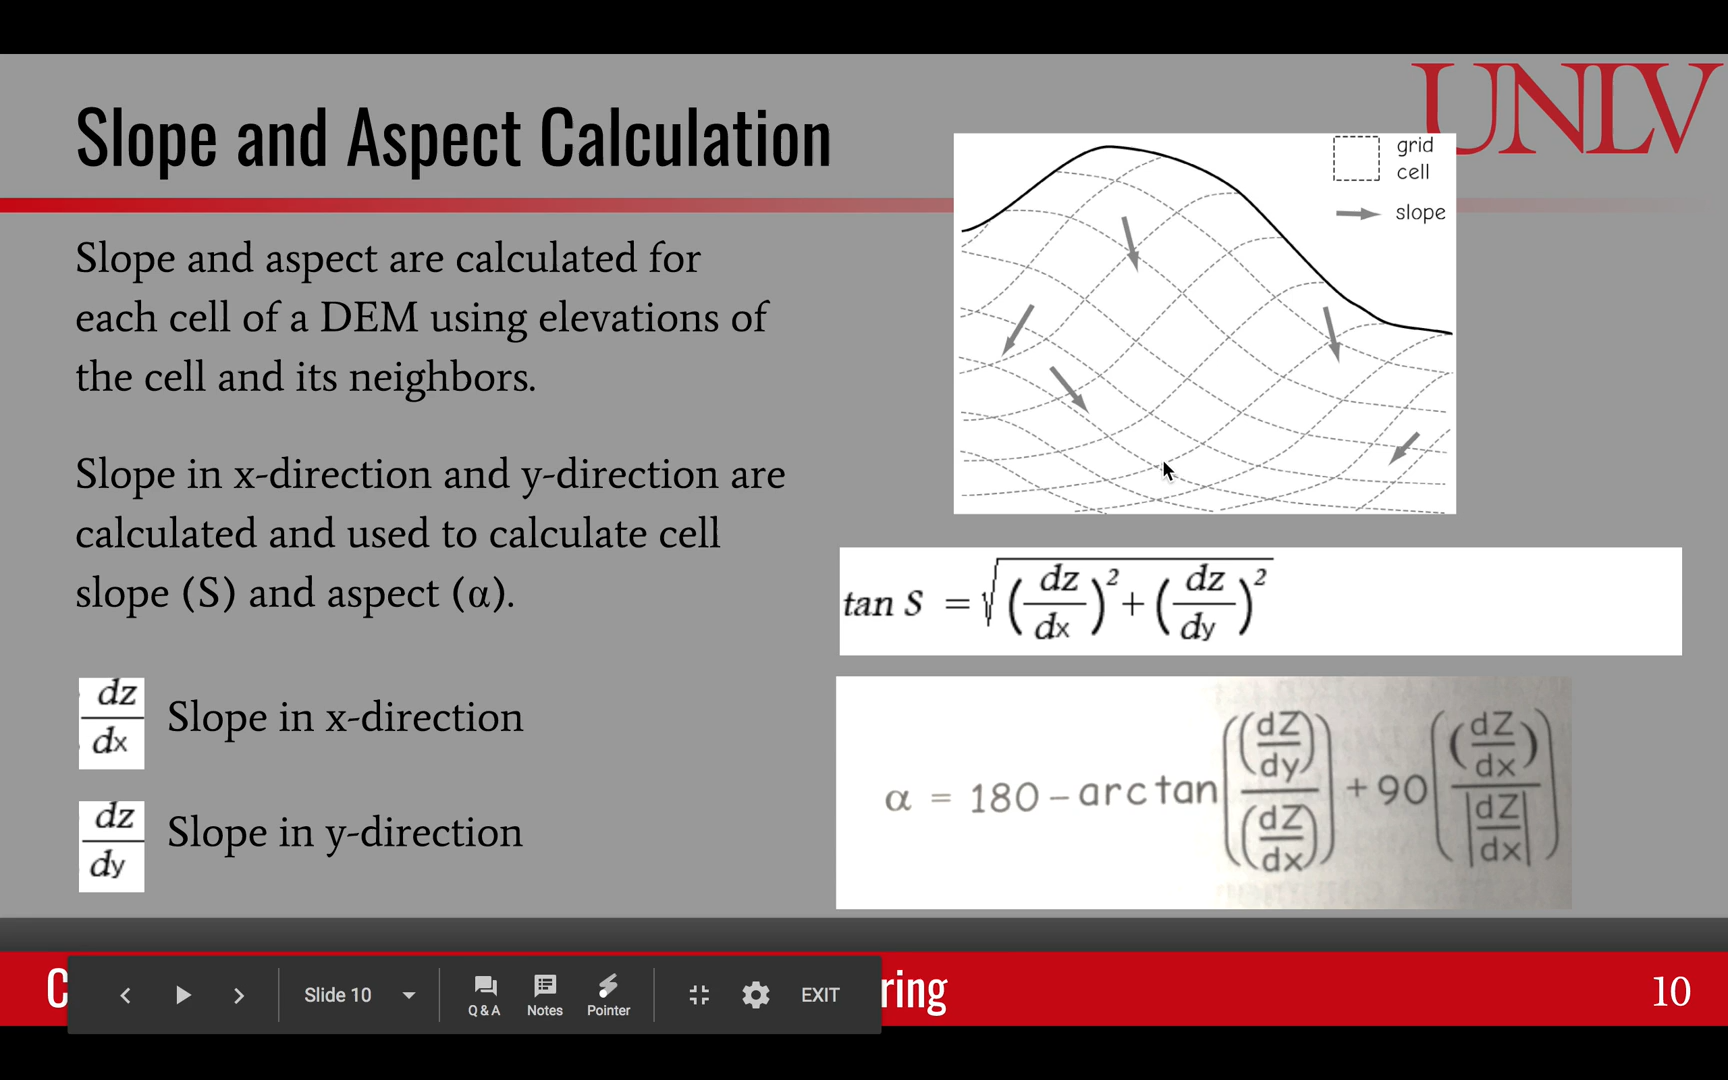 UNLV
Slope and Aspect Calculation
grid
cell
slope
Slope and aspect are calculated for
each cell of a DEM using elevations of
the cell and its neighbors.
Slope in x-direction and y-direction are
calculated and used to calculate cell
slope (S) and aspect (α).
tan S = √((dz/dx)² + (dz/dy)²)
dz/dx Slope in x-direction
dz/dy Slope in y-direction
α = 180 - arctan((dZ/dy)/(dZ/dx)) + 90((dZ/dx)/|dZ/dx|)
C
ring
10
Slide 10
Q & A
Notes
Pointer
EXIT